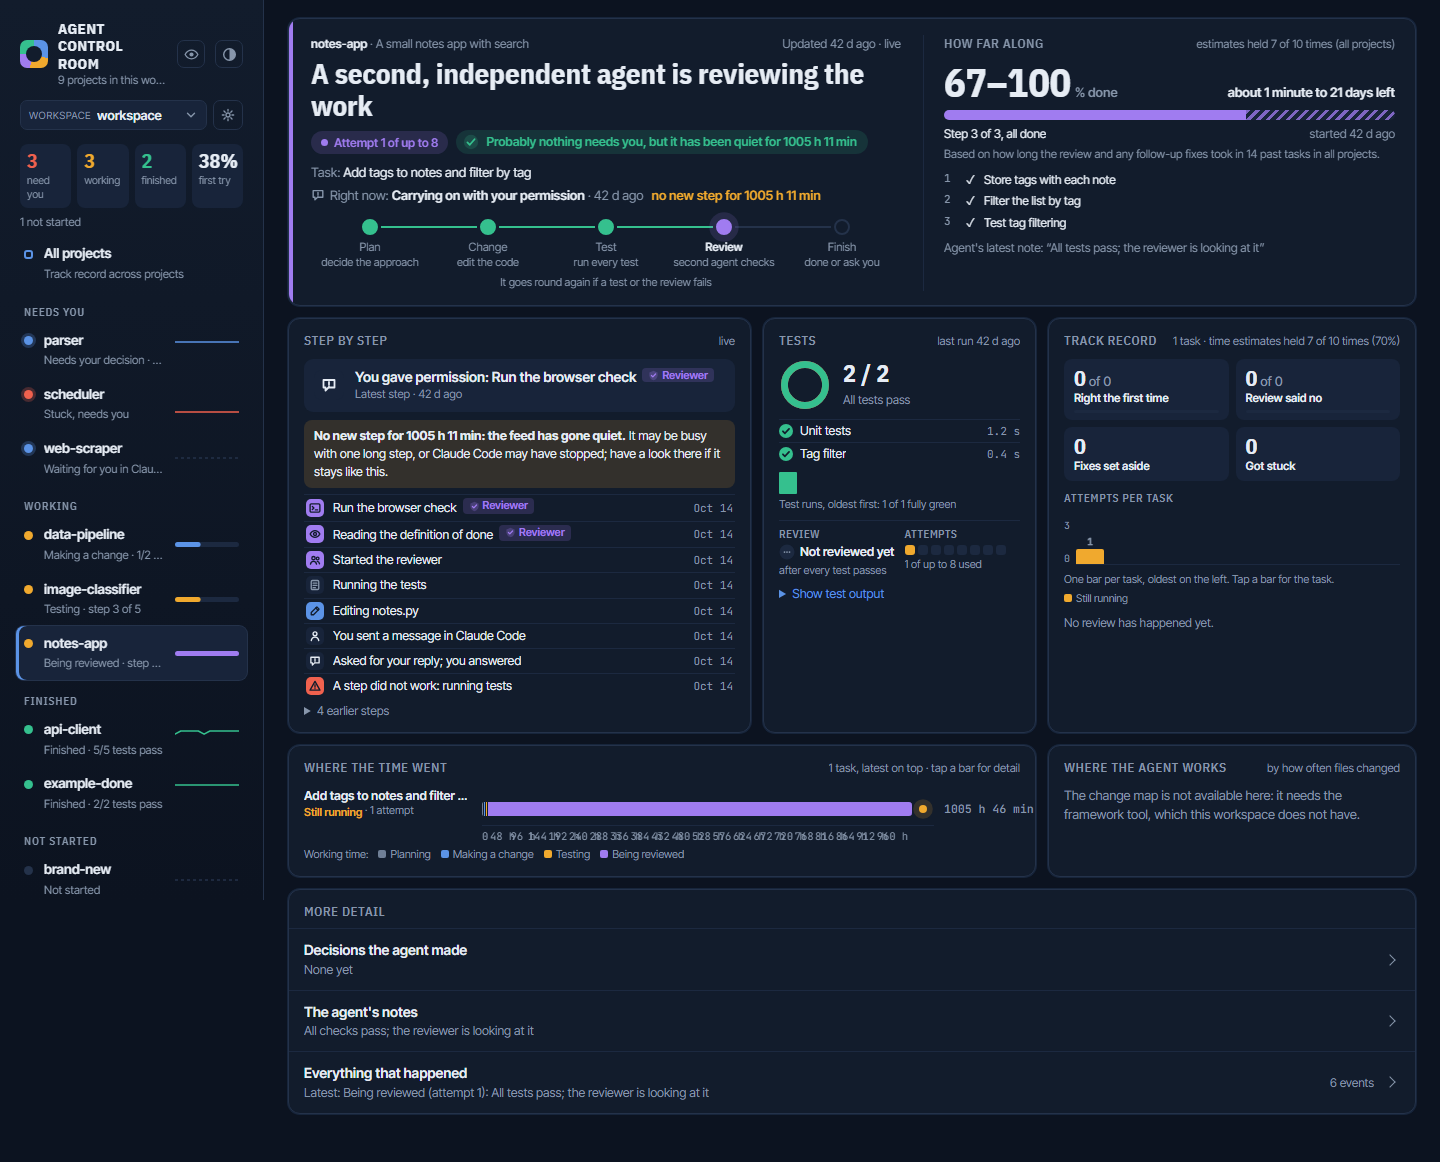 AGENT
CONTROL
ROOM
9 projects in this wo...
WORKSPACE workspace
3 need you
3 working
2 finished
38% first try
1 not started
All projects
Track record across projects
NEEDS YOU
parser
Needs your decision · ...
scheduler
Stuck, needs you
web-scraper
Waiting for you in Clau...
WORKING
data-pipeline
Making a change · 1/2 ...
image-classifier
Testing · step 3 of 5
notes-app
Being reviewed · step ...
FINISHED
api-client
Finished · 5/5 tests pass
example-done
Finished · 2/2 tests pass
NOT STARTED
brand-new
Not started
notes-app · A small notes app with search
Updated 42 d ago · live
A second, independent agent is reviewing the
work
Attempt 1 of up to 8
Probably nothing needs you, but it has been quiet for 1005 h 11 min
Task: Add tags to notes and filter by tag
Right now: Carrying on with your permission · 42 d ago no new step for 1005 h 11 min
Plan
decide the approach
Change
edit the code
Test
run every test
Review
second agent checks
Finish
done or ask you
It goes round again if a test or the review fails
HOW FAR ALONG
estimates held 7 of 10 times (all projects)
67–100 % done
about 1 minute to 21 days left
Step 3 of 3, all done
started 42 d ago
Based on how long the review and any follow-up fixes took in 14 past tasks in all projects.
1 ✓ Store tags with each note
2 ✓ Filter the list by tag
3 ✓ Test tag filtering
Agent's latest note: “All tests pass; the reviewer is looking at it”
STEP BY STEP
live
You gave permission: Run the browser check Reviewer
Latest step · 42 d ago
No new step for 1005 h 11 min: the feed has gone quiet. It may be busy
with one long step, or Claude Code may have stopped; have a look there if it
stays like this.
Run the browser check Reviewer Oct 14
Reading the definition of done Reviewer Oct 14
Started the reviewer Oct 14
Running the tests Oct 14
Editing notes.py Oct 14
You sent a message in Claude Code Oct 14
Asked for your reply; you answered Oct 14
A step did not work: running tests Oct 14
4 earlier steps
TESTS
last run 42 d ago
2 / 2
All tests pass
Unit tests 1.2 s
Tag filter 0.4 s
Test runs, oldest first: 1 of 1 fully green
REVIEW
Not reviewed yet
after every test passes
ATTEMPTS
1 of up to 8 used
Show test output
TRACK RECORD
1 task · time estimates held 7 of 10 times (70%)
0 of 0
Right the first time
0 of 0
Review said no
0
Fixes set aside
0
Got stuck
ATTEMPTS PER TASK
3
1
0
One bar per task, oldest on the left. Tap a bar for the task.
Still running
No review has happened yet.
WHERE THE TIME WENT
1 task, latest on top · tap a bar for detail
Add tags to notes and filter ...
Still running · 1 attempt
1005 h 46 min
Working time: Planning Making a change Testing Being reviewed
WHERE THE AGENT WORKS
by how often files changed
The change map is not available here: it needs the
framework tool, which this workspace does not have.
MORE DETAIL
Decisions the agent made
None yet
The agent's notes
All checks pass; the reviewer is looking at it
Everything that happened
Latest: Being reviewed (attempt 1): All tests pass; the reviewer is looking at it
6 events